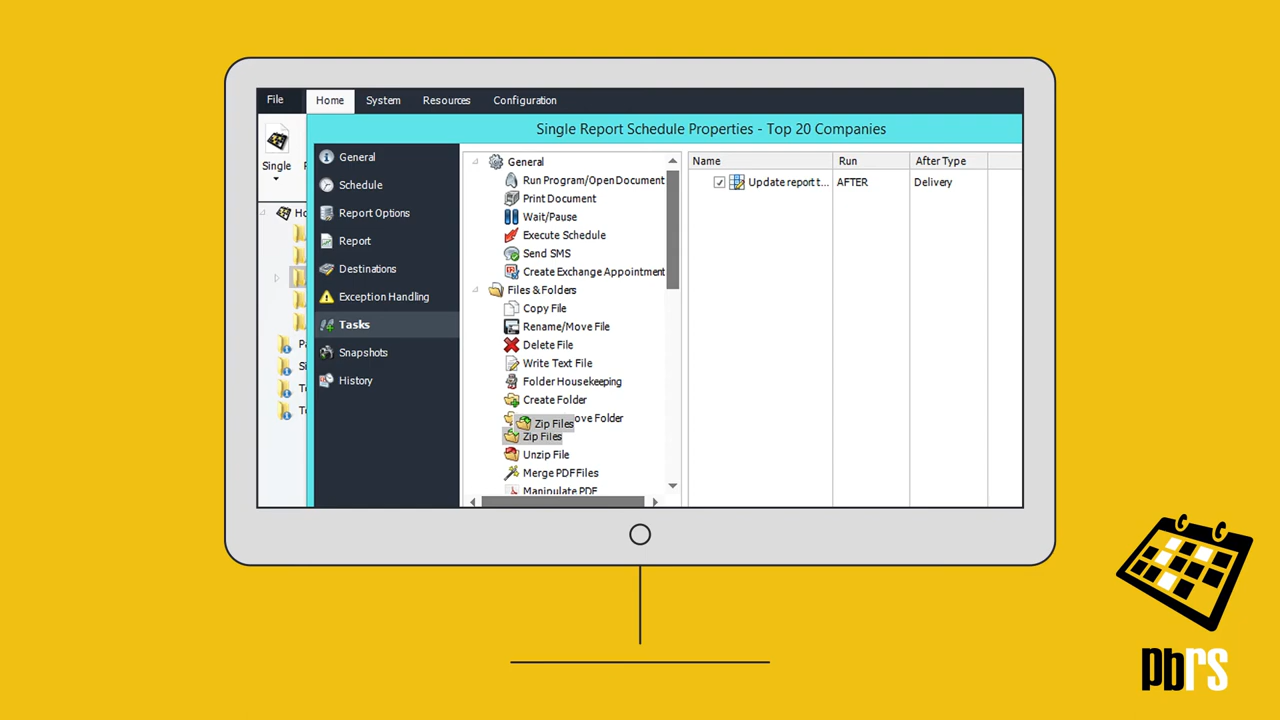 File Home System Resources Configuration
Single Report Schedule Properties - Top 20 Companies
Single
General
Schedule
Report Options
Report
Destinations
Exception Handling
Tasks
Snapshots
History
General
Run Program/Open Document
Print Document
Wait/Pause
Execute Schedule
Send SMS
Create Exchange Appointment
Files & Folders
Copy File
Rename/Move File
Delete File
Write Text File
Folder Housekeeping
Create Folder
ove Folder
Zip Files
Zip Files
Unzip File
Merge PDF Files
Manipulate PDF
Name Run After Type
Update report t... AFTER Delivery
pbrs